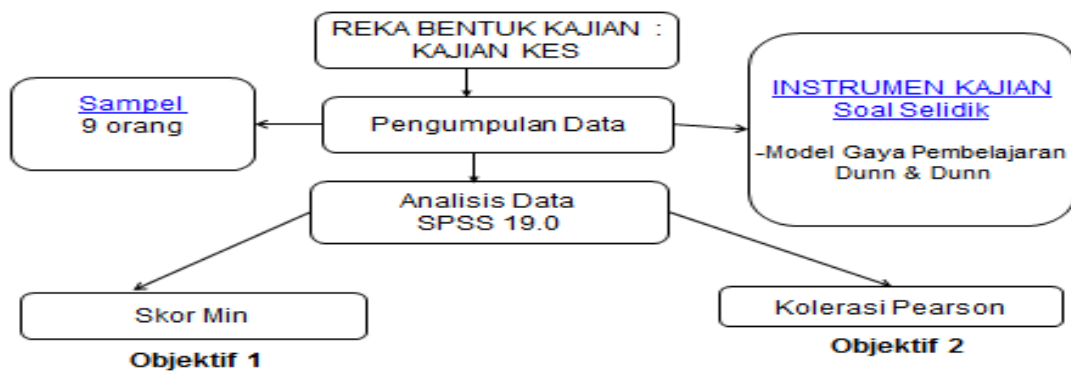 REKA BENTUK KAJIAN :
KAJIAN KES
Sampel
9 orang
Pengumpulan Data
INSTRUMEN KAJIAN
Soal Selidik
-Model Gaya Pembelajaran
Dunn & Dunn
Analisis Data
SPSS 19.0
Skor Min
Objektif 1
Kolerasi Pearson
Objektif 2